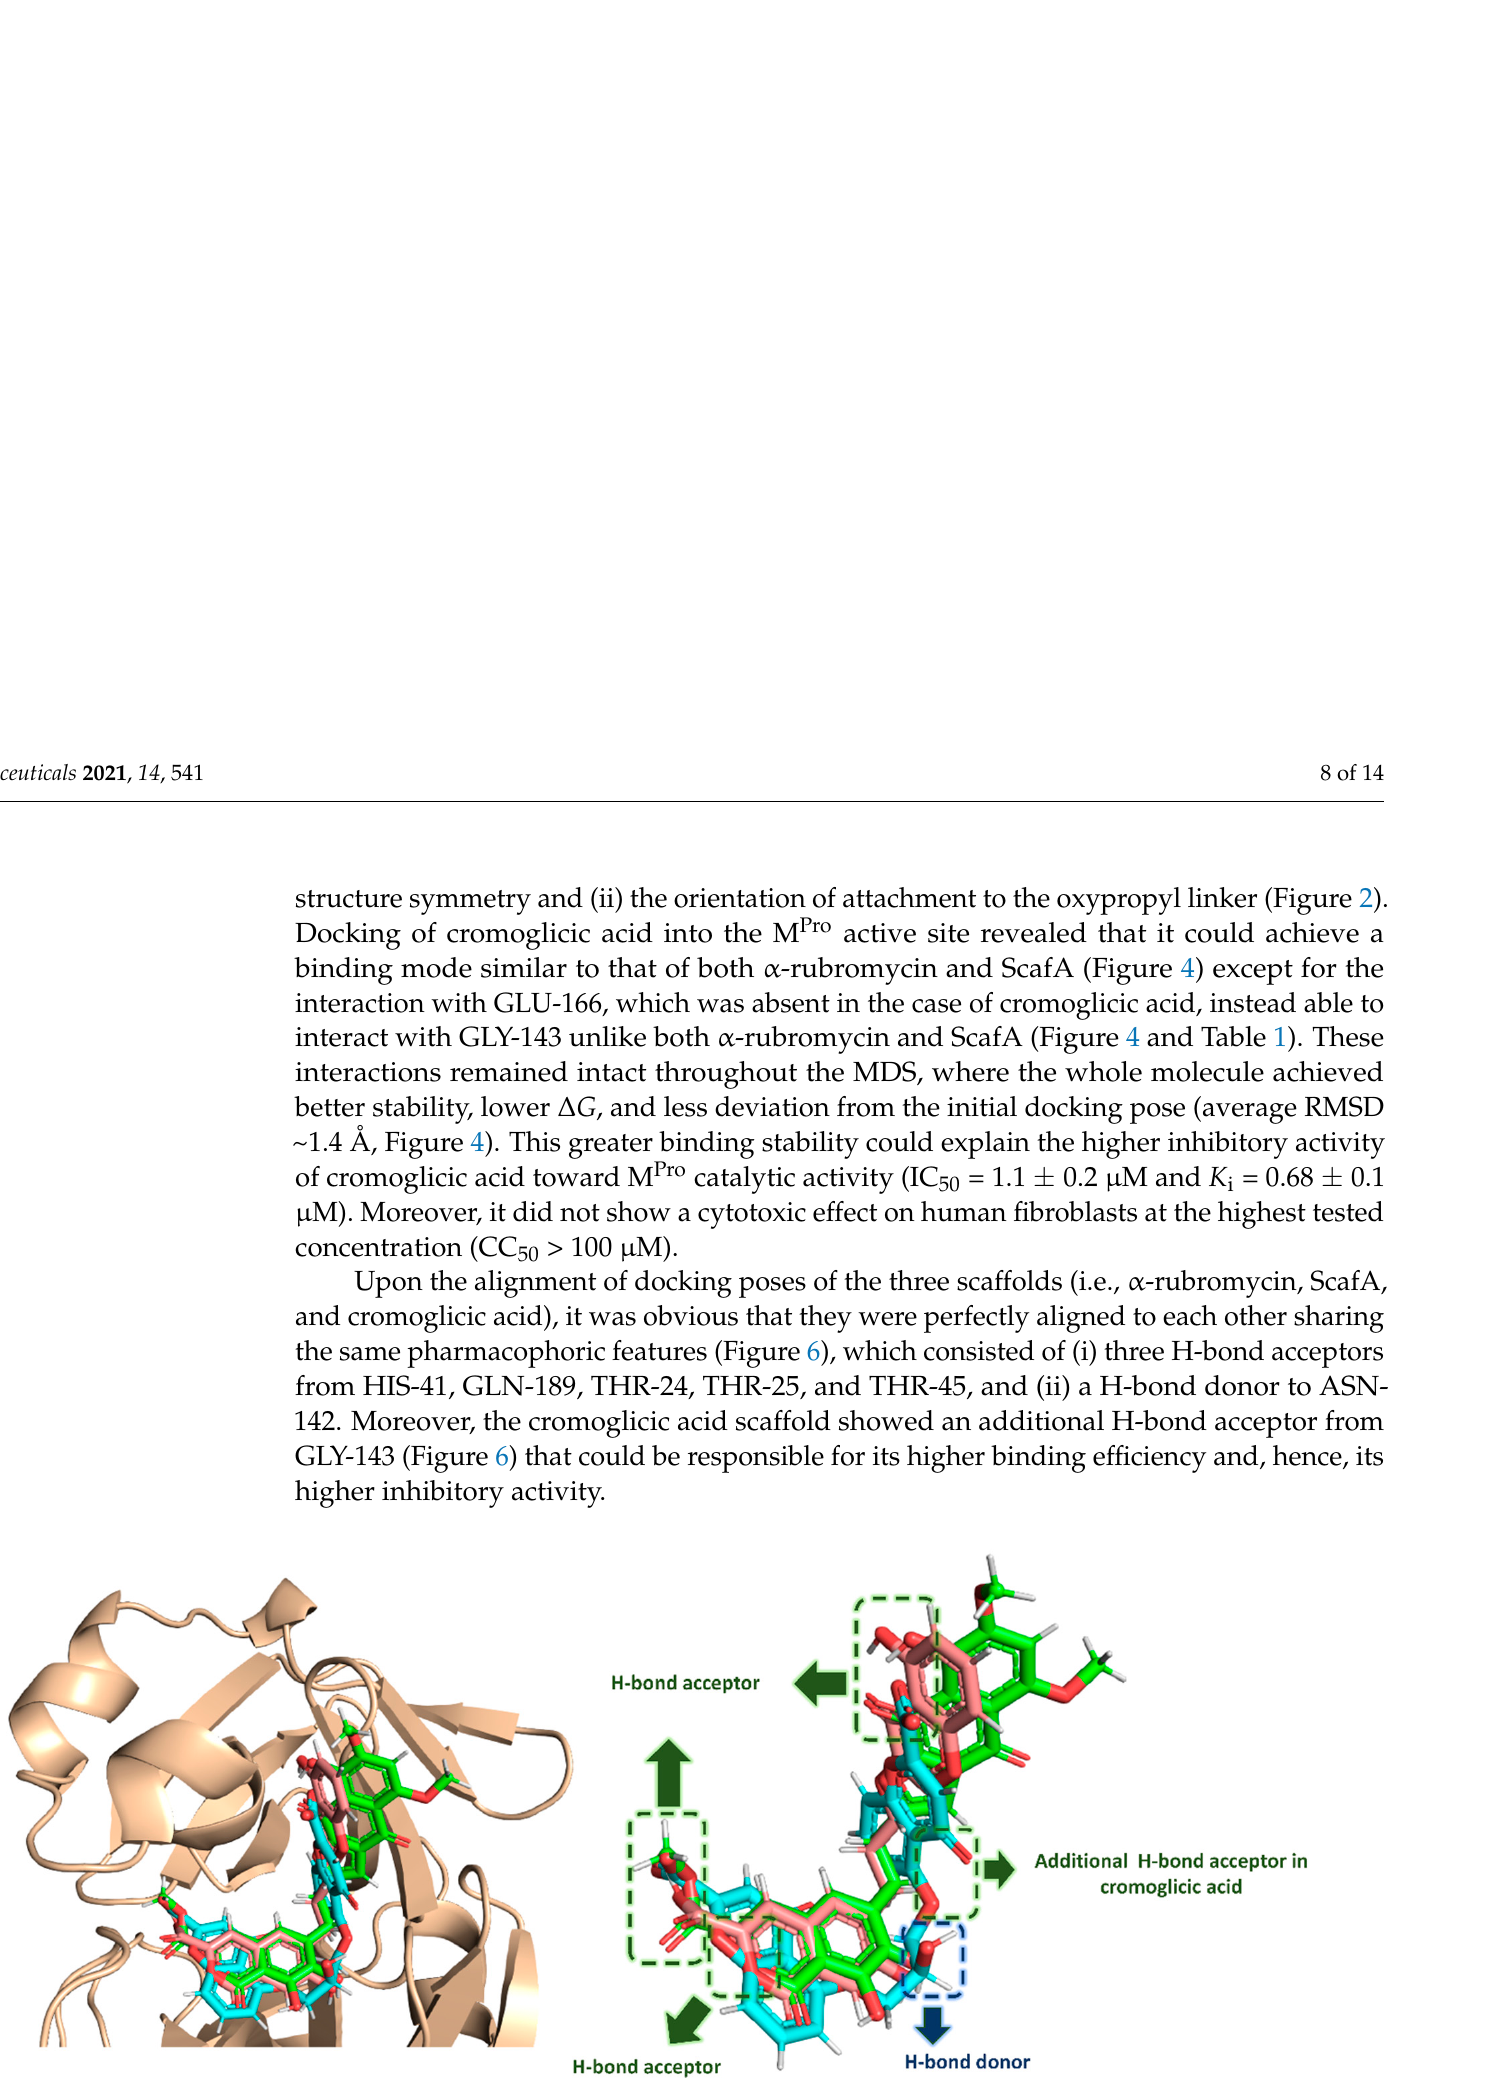 ceuticals 2021, 14, 541
8 of 14
structure symmetry and (ii) the orientation of attachment to the oxypropyl linker (Figure 2).
Docking of cromoglicic acid into the MPro active site revealed that it could achieve a
binding mode similar to that of both α-rubromycin and ScafA (Figure 4) except for the
interaction with GLU-166, which was absent in the case of cromoglicic acid, instead able to
interact with GLY-143 unlike both α-rubromycin and ScafA (Figure 4 and Table 1). These
interactions remained intact throughout the MDS, where the whole molecule achieved
better stability, lower ΔG, and less deviation from the initial docking pose (average RMSD
~1.4 Å, Figure 4). This greater binding stability could explain the higher inhibitory activity
of cromoglicic acid toward MPro catalytic activity (IC50 = 1.1 ± 0.2 μM and Ki = 0.68 ± 0.1
μM). Moreover, it did not show a cytotoxic effect on human fibroblasts at the highest tested
concentration (CC50 > 100 μM).
Upon the alignment of docking poses of the three scaffolds (i.e., α-rubromycin, ScafA,
and cromoglicic acid), it was obvious that they were perfectly aligned to each other sharing
the same pharmacophoric features (Figure 6), which consisted of (i) three H-bond acceptors
from HIS-41, GLN-189, THR-24, THR-25, and THR-45, and (ii) a H-bond donor to ASN-
142. Moreover, the cromoglicic acid scaffold showed an additional H-bond acceptor from
GLY-143 (Figure 6) that could be responsible for its higher binding efficiency and, hence, its
higher inhibitory activity.
H-bond acceptor
Additional H-bond acceptor in
cromoglicic acid
H-bond acceptor
H-bond donor